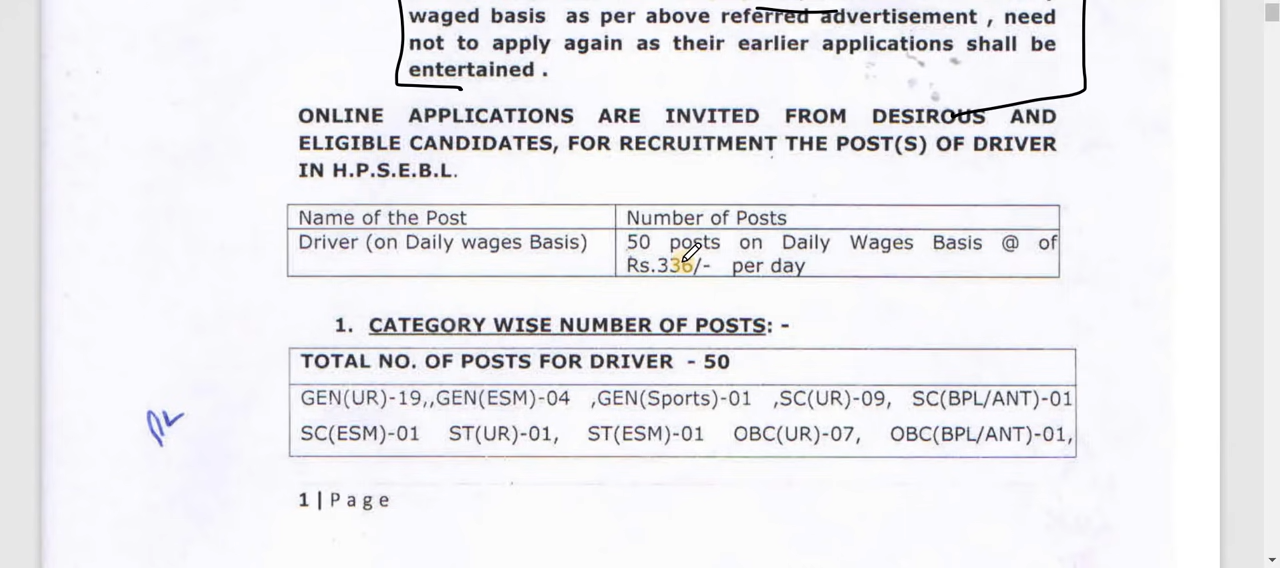 waged basis as per above referred advertisement , need
not to apply again as their earlier applications shall be
entertained .
ONLINE APPLICATIONS ARE INVITED FROM DESIROUS AND
ELIGIBLE CANDIDATES, FOR RECRUITMENT THE POST(S) OF DRIVER
IN H.P.S.E.B.L.
Name of the Post Number of Posts
Driver (on Daily wages Basis) 50 posts on Daily Wages Basis @ of
Rs.336/- per day
1. CATEGORY WISE NUMBER OF POSTS: -
TOTAL NO. OF POSTS FOR DRIVER - 50
GEN(UR)-19,,GEN(ESM)-04 ,GEN(Sports)-01 ,SC(UR)-09, SC(BPL/ANT)-01
SC(ESM)-01 ST(UR)-01, ST(ESM)-01 OBC(UR)-07, OBC(BPL/ANT)-01,
1 | P a g e